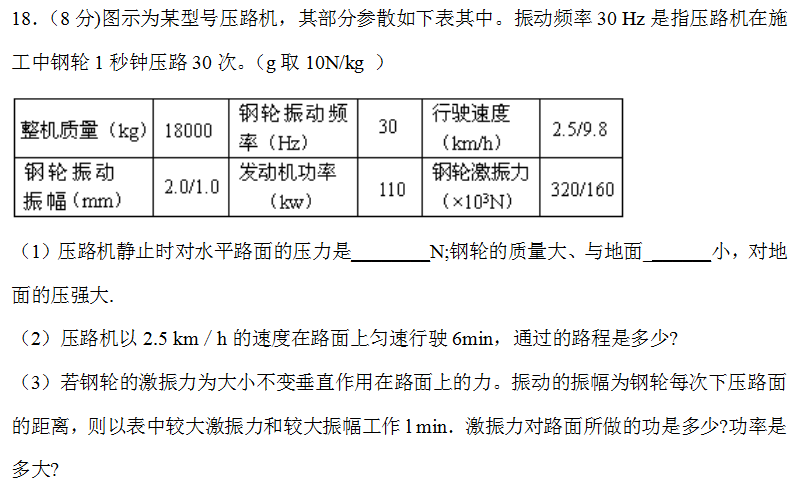 18.（8 分)图示为某型号压路机，其部分参散如下表其中。振动频率 30 Hz 是指压路机在施
工中钢轮 1 秒钟压路 30 次。（g 取 10N/kg ）
整机质量（kg） 18000 钢轮振动频率（Hz） 30 行驶速度（km/h） 2.5/9.8
钢轮振动振幅（mm） 2.0/1.0 发动机功率（kw） 110 钢轮激振力（×10³N） 320/160
（1）压路机静止时对水平路面的压力是________N;钢轮的质量大、与地面_______小，对地
面的压强大.
（2）压路机以 2.5 km / h 的速度在路面上匀速行驶 6min，通过的路程是多少?
（3）若钢轮的激振力为大小不变垂直作用在路面上的力。振动的振幅为钢轮每次下压路面
的距离，则以表中较大激振力和较大振幅工作 l min．激振力对路面所做的功是多少?功率是
多大?